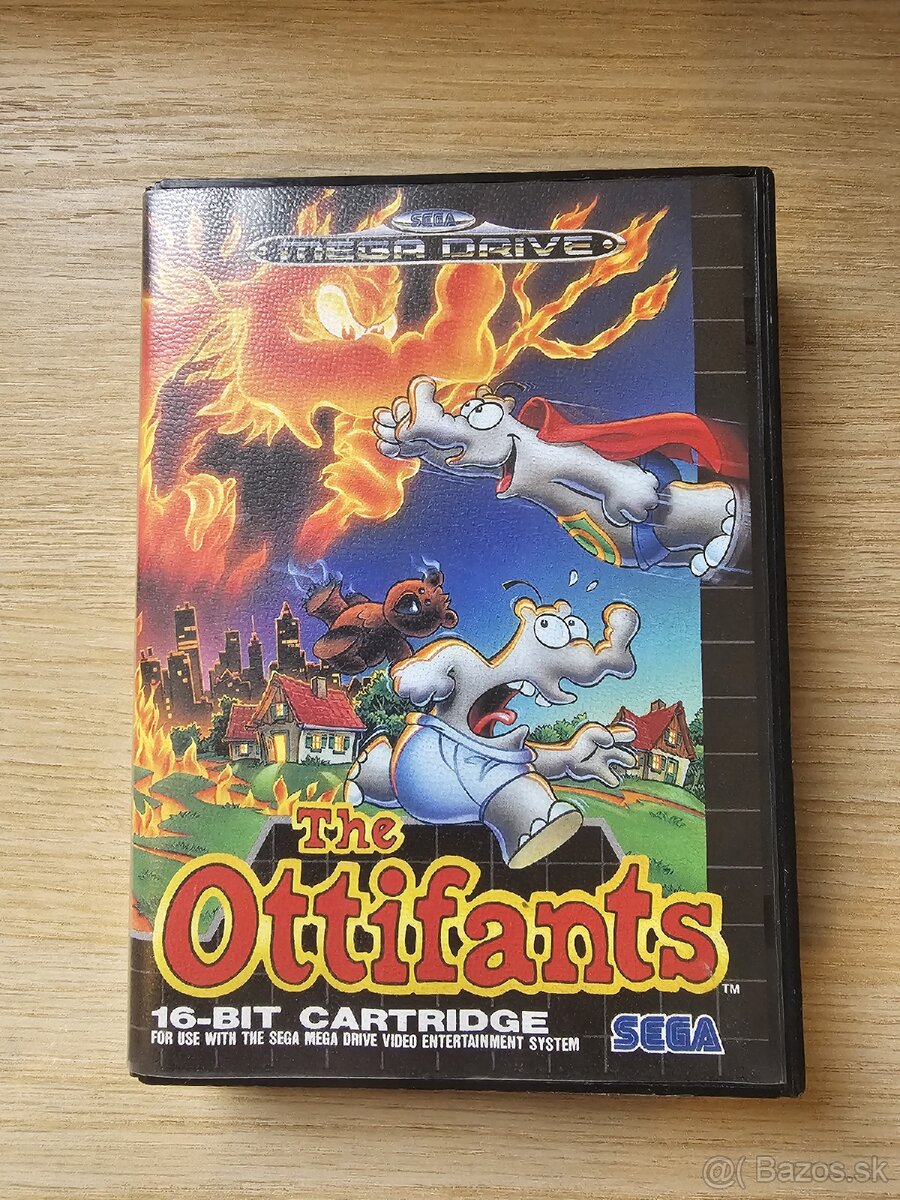 SEGA
MEGA DRIVE
The
Ottifants
TM
16-BIT CARTRIDGE
FOR USE WITH THE SEGA MEGA DRIVE VIDEO ENTERTAINMENT SYSTEM
SEGA
@( Bazos.sk